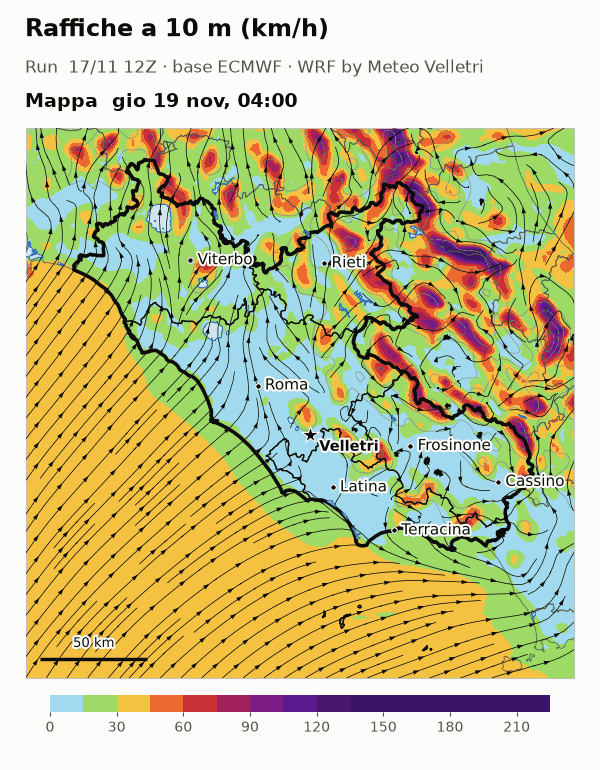 Raffiche a 10 m (km/h)
Run  17/11 12Z · base ECMWF · WRF by Meteo Velletri
Mappa  gio 19 nov, 04:00
Viterbo
Rieti
Roma
Velletri
Frosinone
Cassino
Latina
Terracina
50 km
0 30 60 90 120 150 180 210